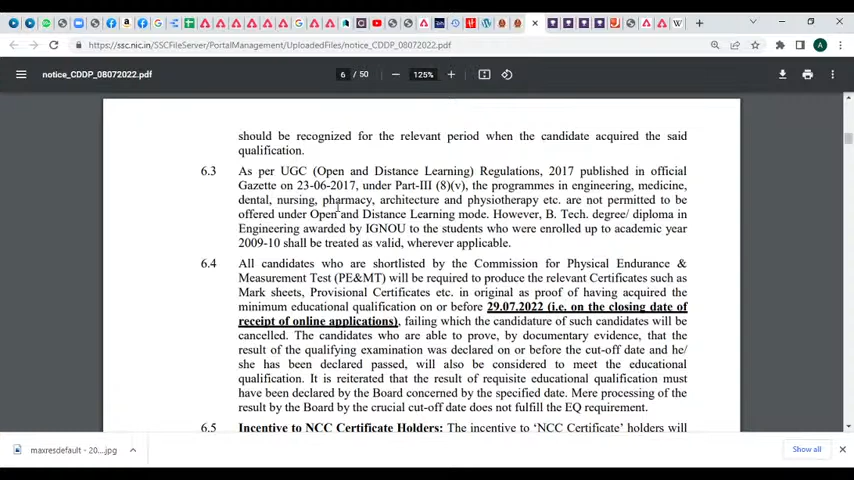 https://ssc.nic.in/SSCFileServer/PortalManagement/UploadedFiles/notice_CDDP_08072022.pdf
notice_CDDP_08072022.pdf
6 / 50
125%
should be recognized for the relevant period when the candidate acquired the said
qualification.
6.3 As per UGC (Open and Distance Learning) Regulations, 2017 published in official
Gazette on 23-06-2017, under Part-III (8)(v), the programmes in engineering, medicine,
dental, nursing, pharmacy, architecture and physiotherapy etc. are not permitted to be
offered under Open and Distance Learning mode. However, B. Tech. degree/ diploma in
Engineering awarded by IGNOU to the students who were enrolled up to academic year
2009-10 shall be treated as valid, wherever applicable.
6.4 All candidates who are shortlisted by the Commission for Physical Endurance &
Measurement Test (PE&MT) will be required to produce the relevant Certificates such as
Mark sheets, Provisional Certificates etc. in original as proof of having acquired the
minimum educational qualification on or before 29.07.2022 (i.e. on the closing date of
receipt of online applications), failing which the candidature of such candidates will be
cancelled. The candidates who are able to prove, by documentary evidence, that the
result of the qualifying examination was declared on or before the cut-off date and he/
she has been declared passed, will also be considered to meet the educational
qualification. It is reiterated that the result of requisite educational qualification must
have been declared by the Board concerned by the specified date. Mere processing of the
result by the Board by the crucial cut-off date does not fulfill the EQ requirement.
6.5 Incentive to NCC Certificate Holders: The incentive to ‘NCC Certificate’ holders will
maxresdefault - 20....jpg
Show all